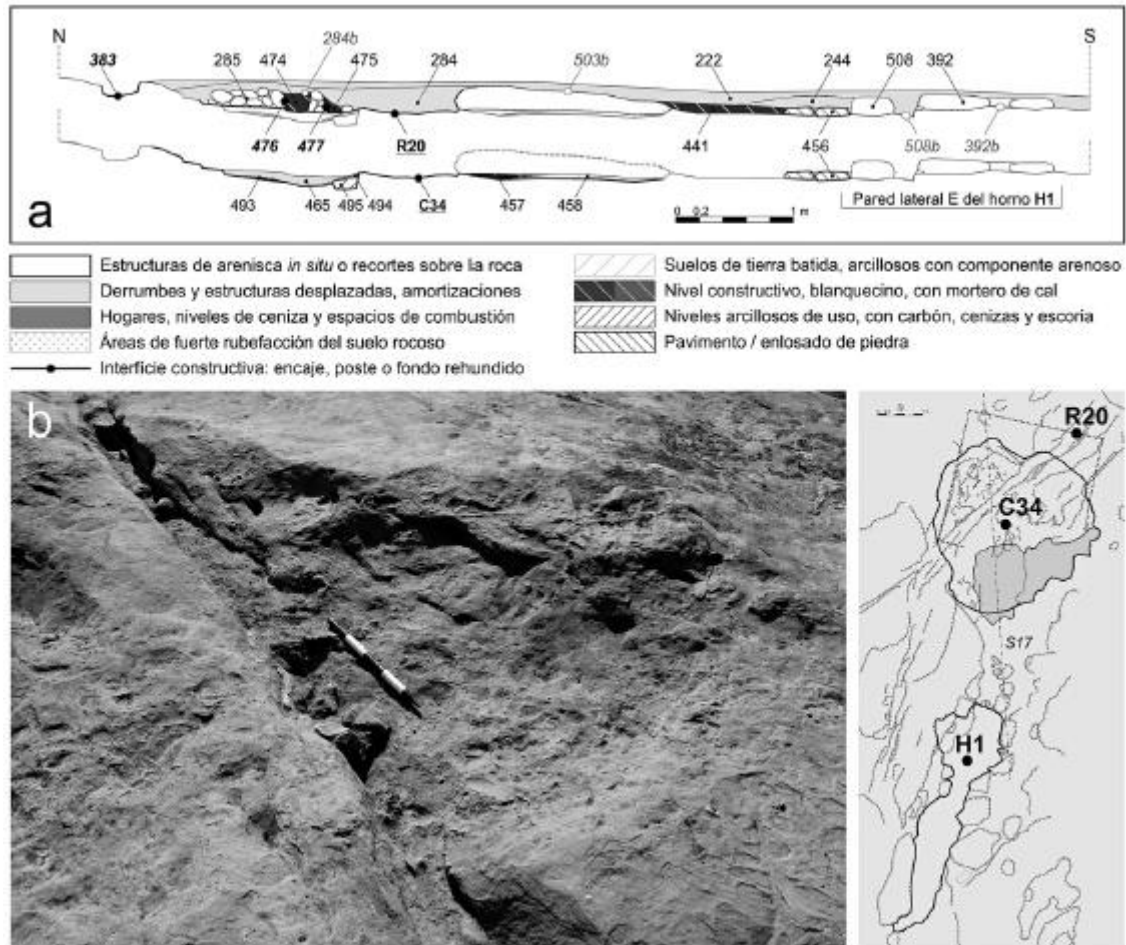 N
S
383
285
474
284b
475
284
503b
222
244
508
392
476
477
R20
441
456
508b
392b
493
465
495
494
C34
457
458
0 0.2 1 m
Pared lateral E del horno H1
a
Estructuras de arenisca in situ o recortes sobre la roca
Derrumbes y estructuras desplazadas, amortizaciones
Hogares, niveles de ceniza y espacios de combustión
Áreas de fuerte rubefacción del suelo rocoso
Interfície constructiva: encaje, poste o fondo rehundido
Suelos de tierra batida, arcillosos con componente arenoso
Nivel constructivo, blanquecino, con mortero de cal
Niveles arcillosos de uso, con carbón, cenizas y escoria
Pavimento / enlosado de piedra
b
R20
C34
S17
H1